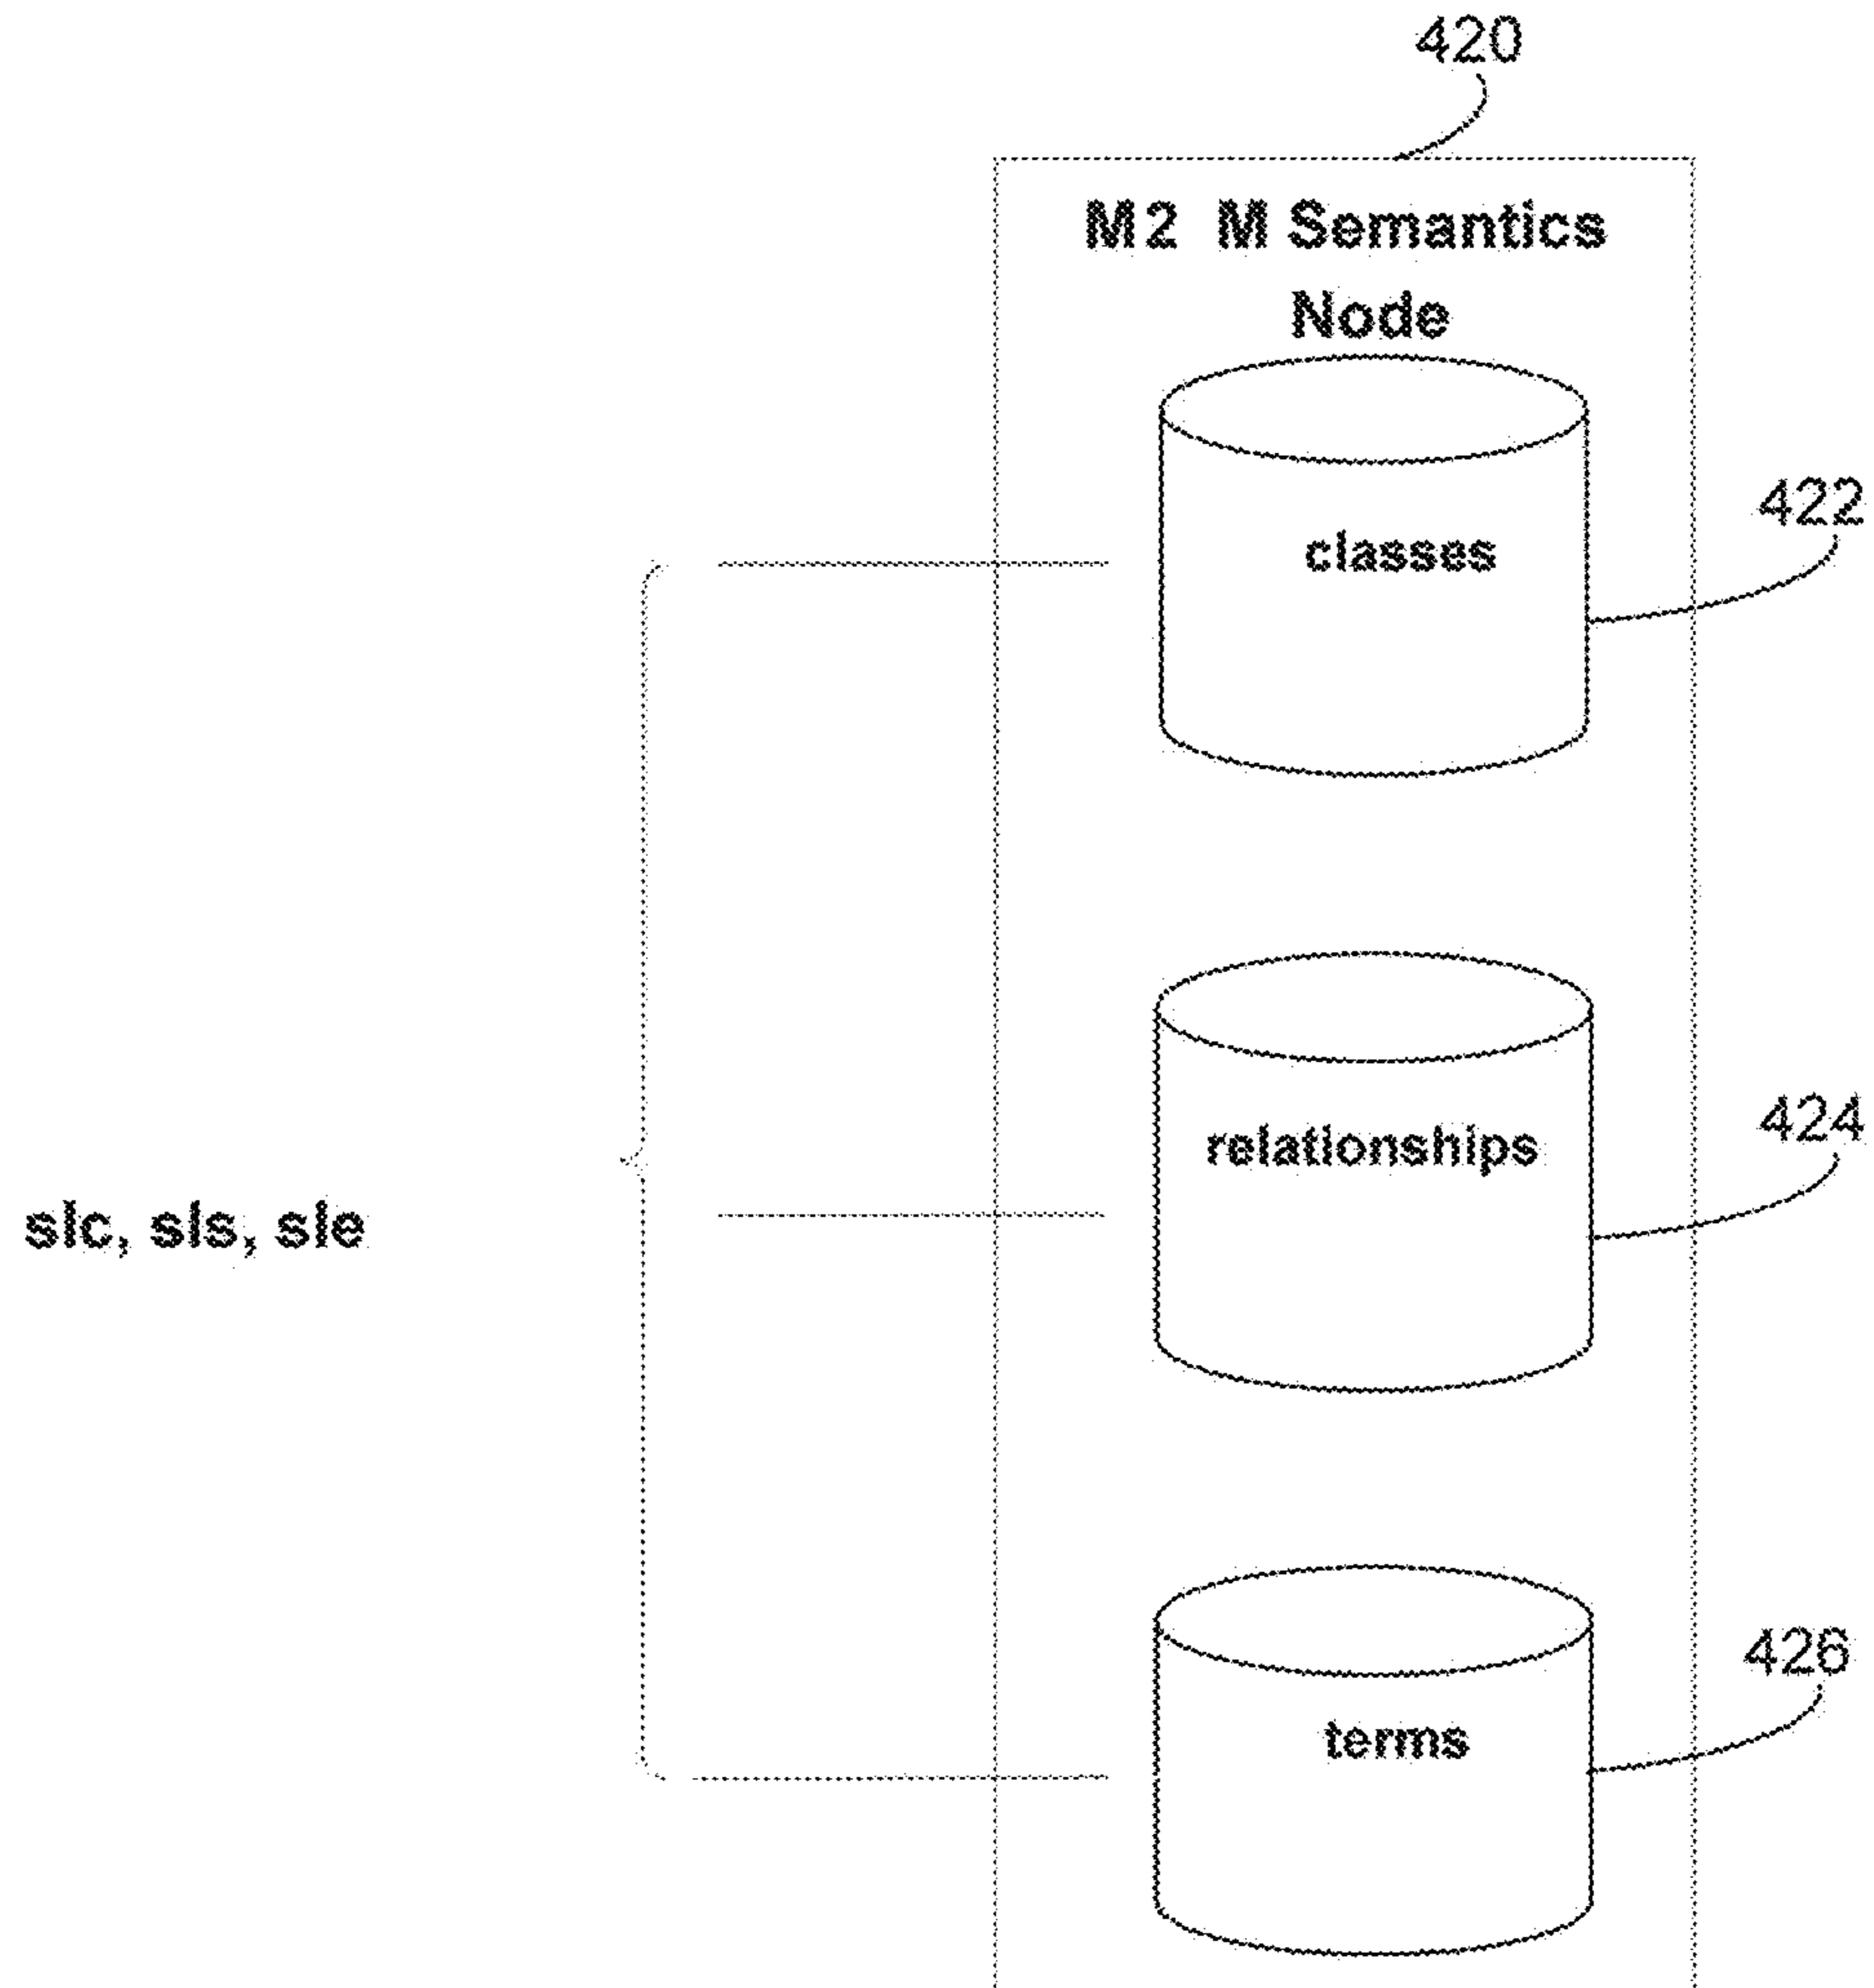 420
M2 M Semantics
Node
422
classes
424
relationships
slc, sls, sle
426
terms